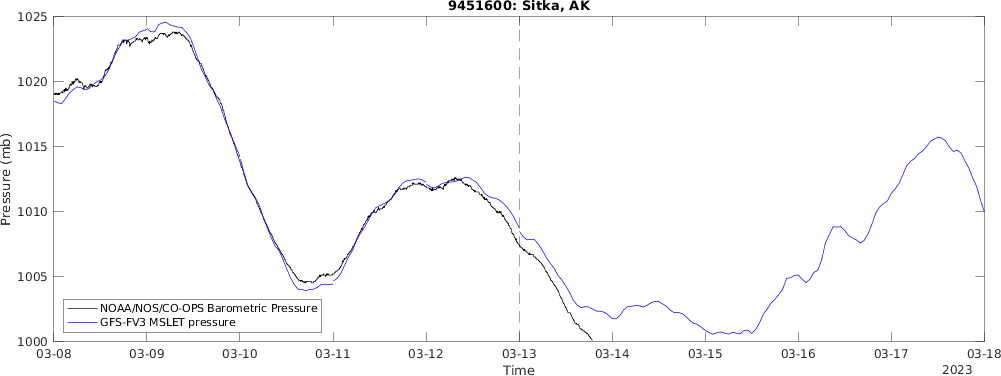 9451600: Sitka, AK
1025
1020
1015
1010
1005
1000
Pressure (mb)
NOAA/NOS/CO-OPS Barometric Pressure
GFS-FV3 MSLET pressure
03-08 03-09 03-10 03-11 03-12 03-13 03-14 03-15 03-16 03-17 03-18
Time
2023